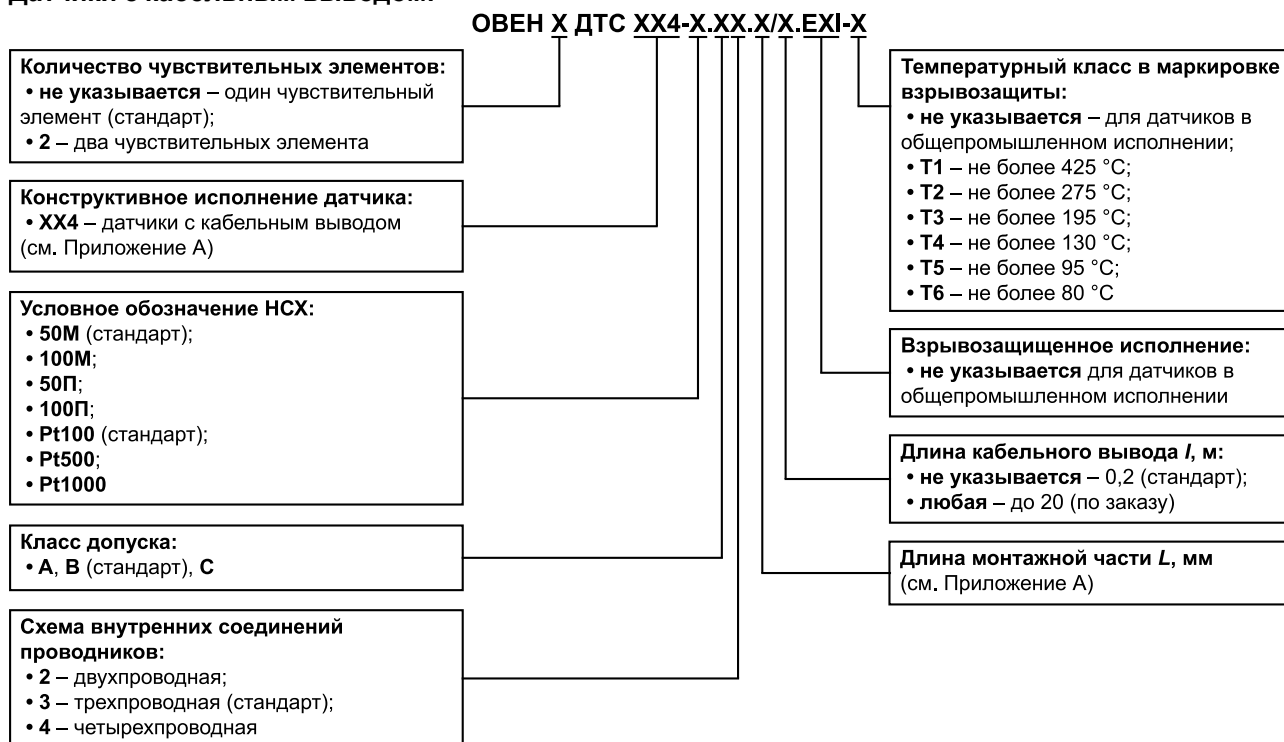 ОВЕН X ДТС XX4-X.XX.X/X.EXI-X
Количество чувствительных элементов:
• не указывается – один чувствительный
элемент (стандарт);
• 2 – два чувствительных элемента
Конструктивное исполнение датчика:
• XX4 – датчики с кабельным выводом
(см. Приложение А)
Условное обозначение НСХ:
• 50М (стандарт);
• 100М;
• 50П;
• 100П;
• Pt100 (стандарт);
• Pt500;
• Pt1000
Класс допуска:
• А, В (стандарт), С
Схема внутренних соединений
проводников:
• 2 – двухпроводная;
• 3 – трехпроводная (стандарт);
• 4 – четырехпроводная
Температурный класс в маркировке
взрывозащиты:
• не указывается – для датчиков в
общепромышленном исполнении;
• Т1 – не более 425 °С;
• Т2 – не более 275 °С;
• Т3 – не более 195 °С;
• Т4 – не более 130 °С;
• Т5 – не более 95 °С;
• Т6 – не более 80 °С
Взрывозащищенное исполнение:
• не указывается для датчиков в
общепромышленном исполнении
Длина кабельного вывода l, м:
• не указывается – 0,2 (стандарт);
• любая – до 20 (по заказу)
Длина монтажной части L, мм
(см. Приложение А)